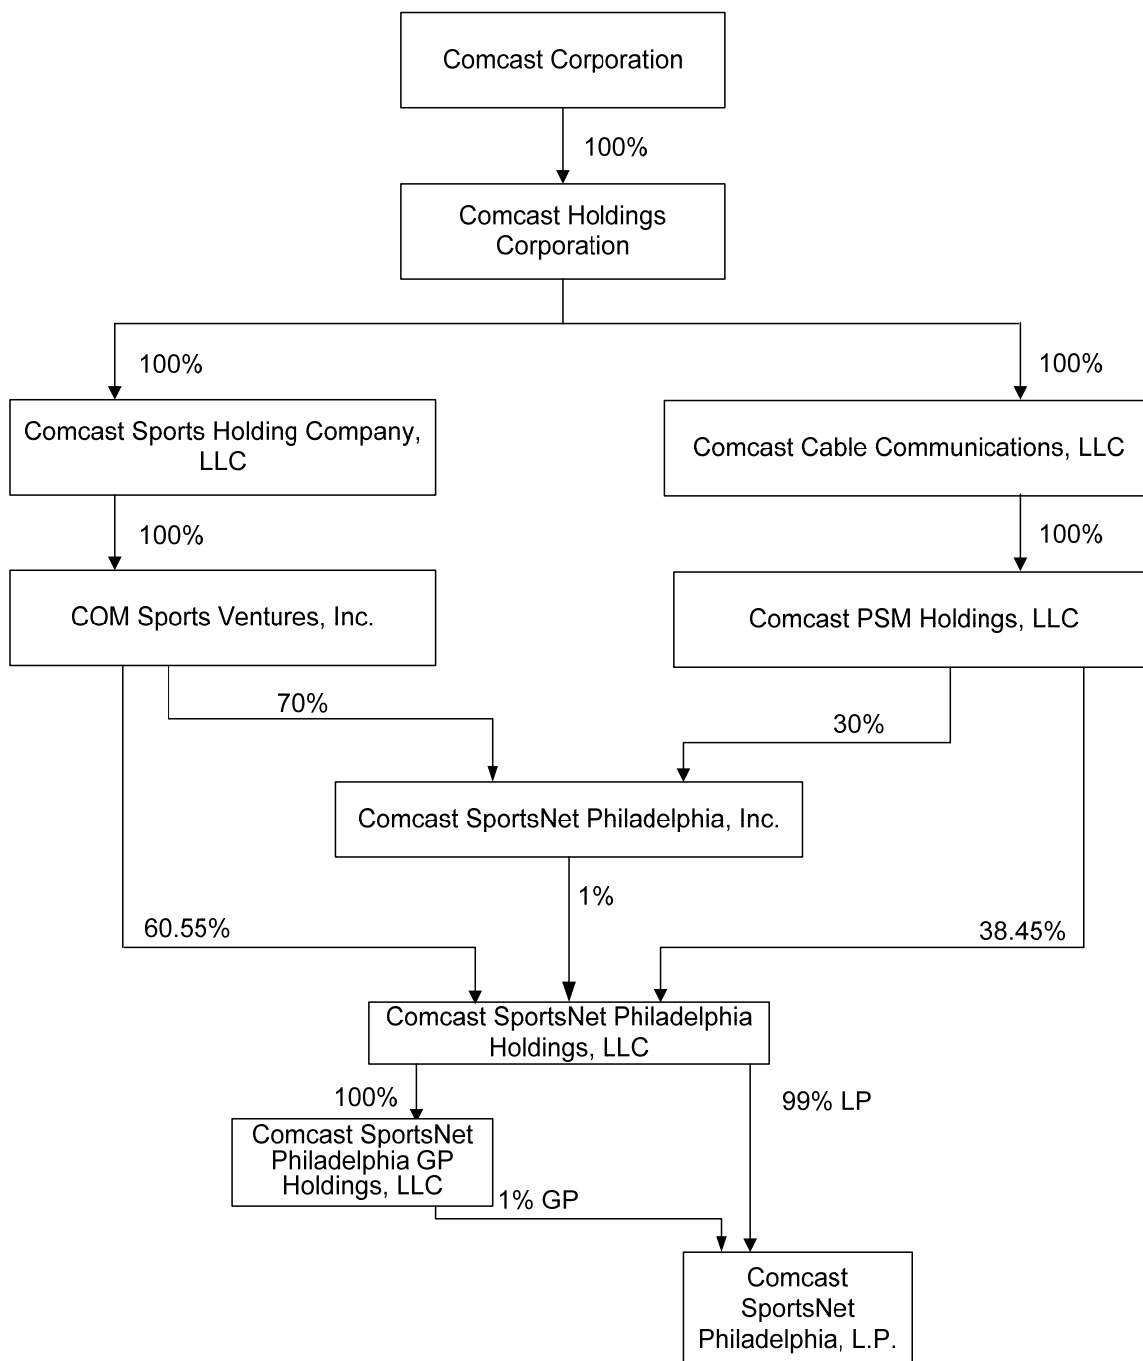 Comcast Corporation
100%
Comcast Holdings
Corporation
100%
100%
Comcast Sports Holding Company,
LLC
Comcast Cable Communications, LLC
100%
100%
COM Sports Ventures, Inc.
Comcast PSM Holdings, LLC
70%
30%
Comcast SportsNet Philadelphia, Inc.
1%
60.55%
38.45%
Comcast SportsNet Philadelphia
Holdings, LLC
100%
99% LP
Comcast SportsNet
Philadelphia GP
Holdings, LLC
1% GP
Comcast
SportsNet
Philadelphia, L.P.